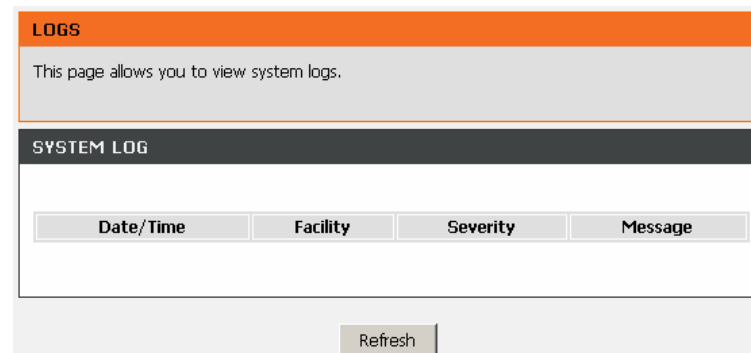 LOGS
This page allows you to view system logs.
SYSTEM LOG
Date/Time Facility Severity Message
Refresh